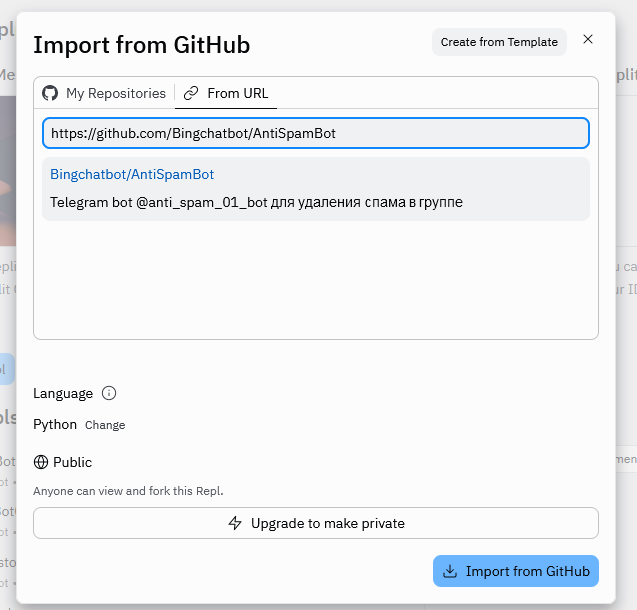 Import from GitHub
Create from Template
My Repositories
From URL
https://github.com/Bingchatbot/AntiSpamBot
Bingchatbot/AntiSpamBot
Telegram bot @anti_spam_01_bot для удаления спама в группе
Language
Python Change
Public
Anyone can view and fork this Repl.
Upgrade to make private
Import from GitHub